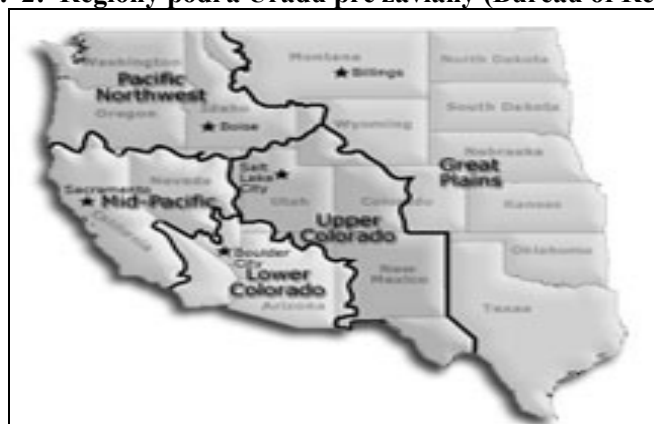 2. Regiony podľa Úradu pre závlahy (Bureau of Re
Washington
Montana
North Dakota
Pacific
Northwest
Billings
Oregon
Idaho
Boise
South Dakota
Wyoming
Nebraska
Great
Plains
Salt
Lake
City
Sacramento
Nevada
Mid-Pacific
Utah
Colorado
Kansas
Upper
Colorado
California
Boulder
City
Oklahoma
Lower
Colorado
New
Mexico
Arizona
Texas